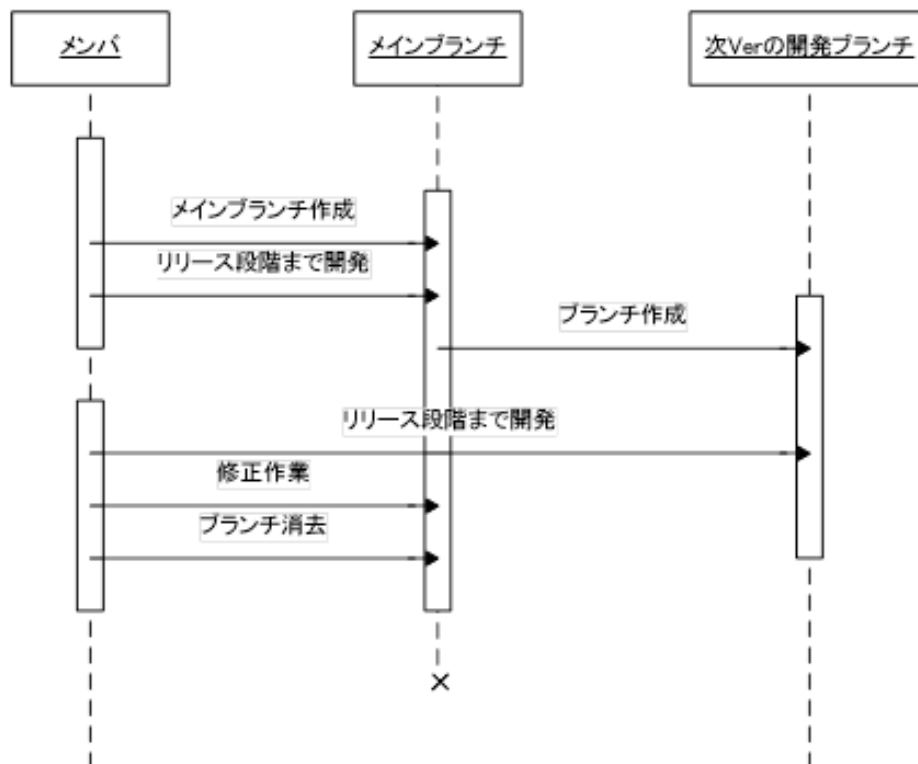 メンバ
メインブランチ
次Verの開発ブランチ
メインブランチ作成
リリース段階まで開発
ブランチ作成
リリース段階まで開発
修正作業
ブランチ消去